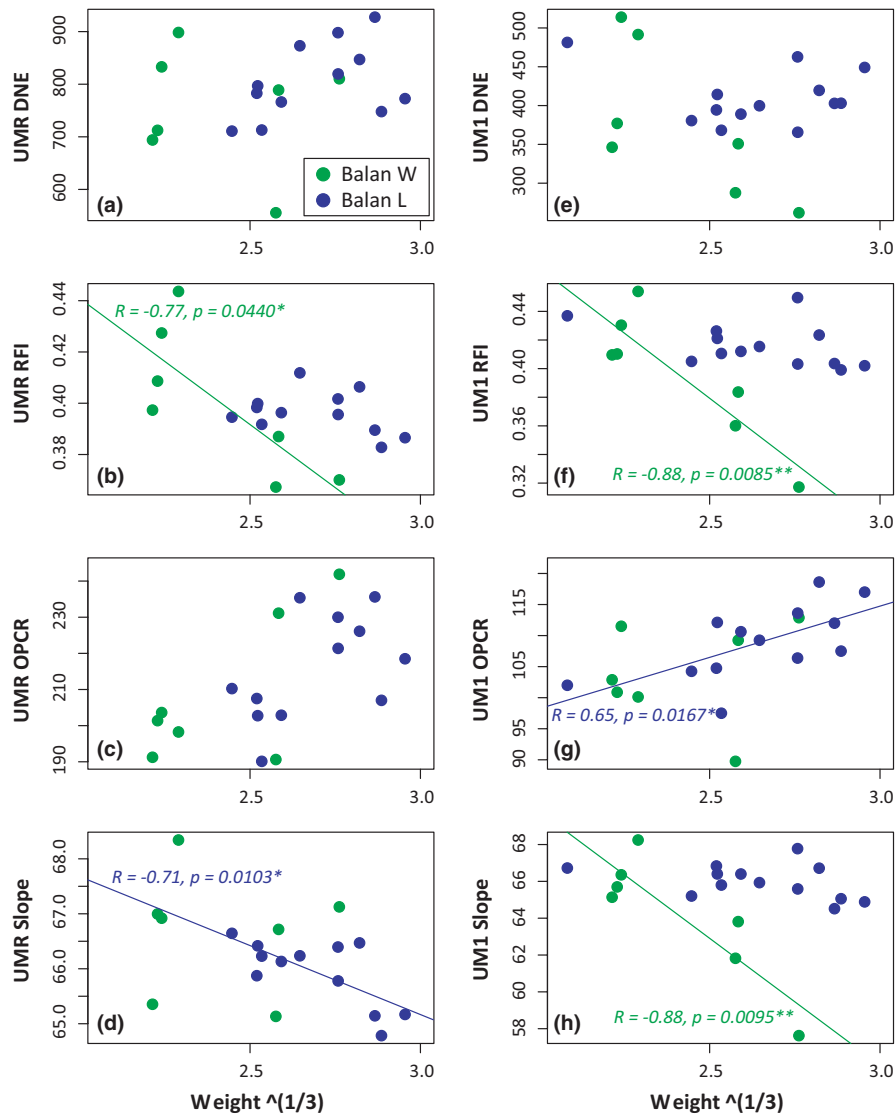 UMR DNE
900
800
700
600
(a)
Balan W
Balan L
2.5
3.0
UM1 DNE
500
450
400
350
300
(e)
2.5
3.0
UMR RFI
0.44
0.42
0.40
0.38
R = -0.77, p = 0.0440*
(b)
2.5
3.0
UM1 RFI
0.44
0.40
0.36
0.32
(f)
R = -0.88, p = 0.0085**
2.5
3.0
UMR OPCR
230
210
190
(c)
2.5
3.0
UM1 OPCR
115
105
95
90
R = 0.65, p = 0.0167*
(g)
2.5
3.0
UMR Slope
68.0
67.0
66.0
65.0
R = -0.71, p = 0.0103*
(d)
2.5
3.0
Weight ^(1/3)
UM1 Slope
68
66
64
62
60
58
(h)
R = -0.88, p = 0.0095**
2.5
3.0
Weight ^(1/3)